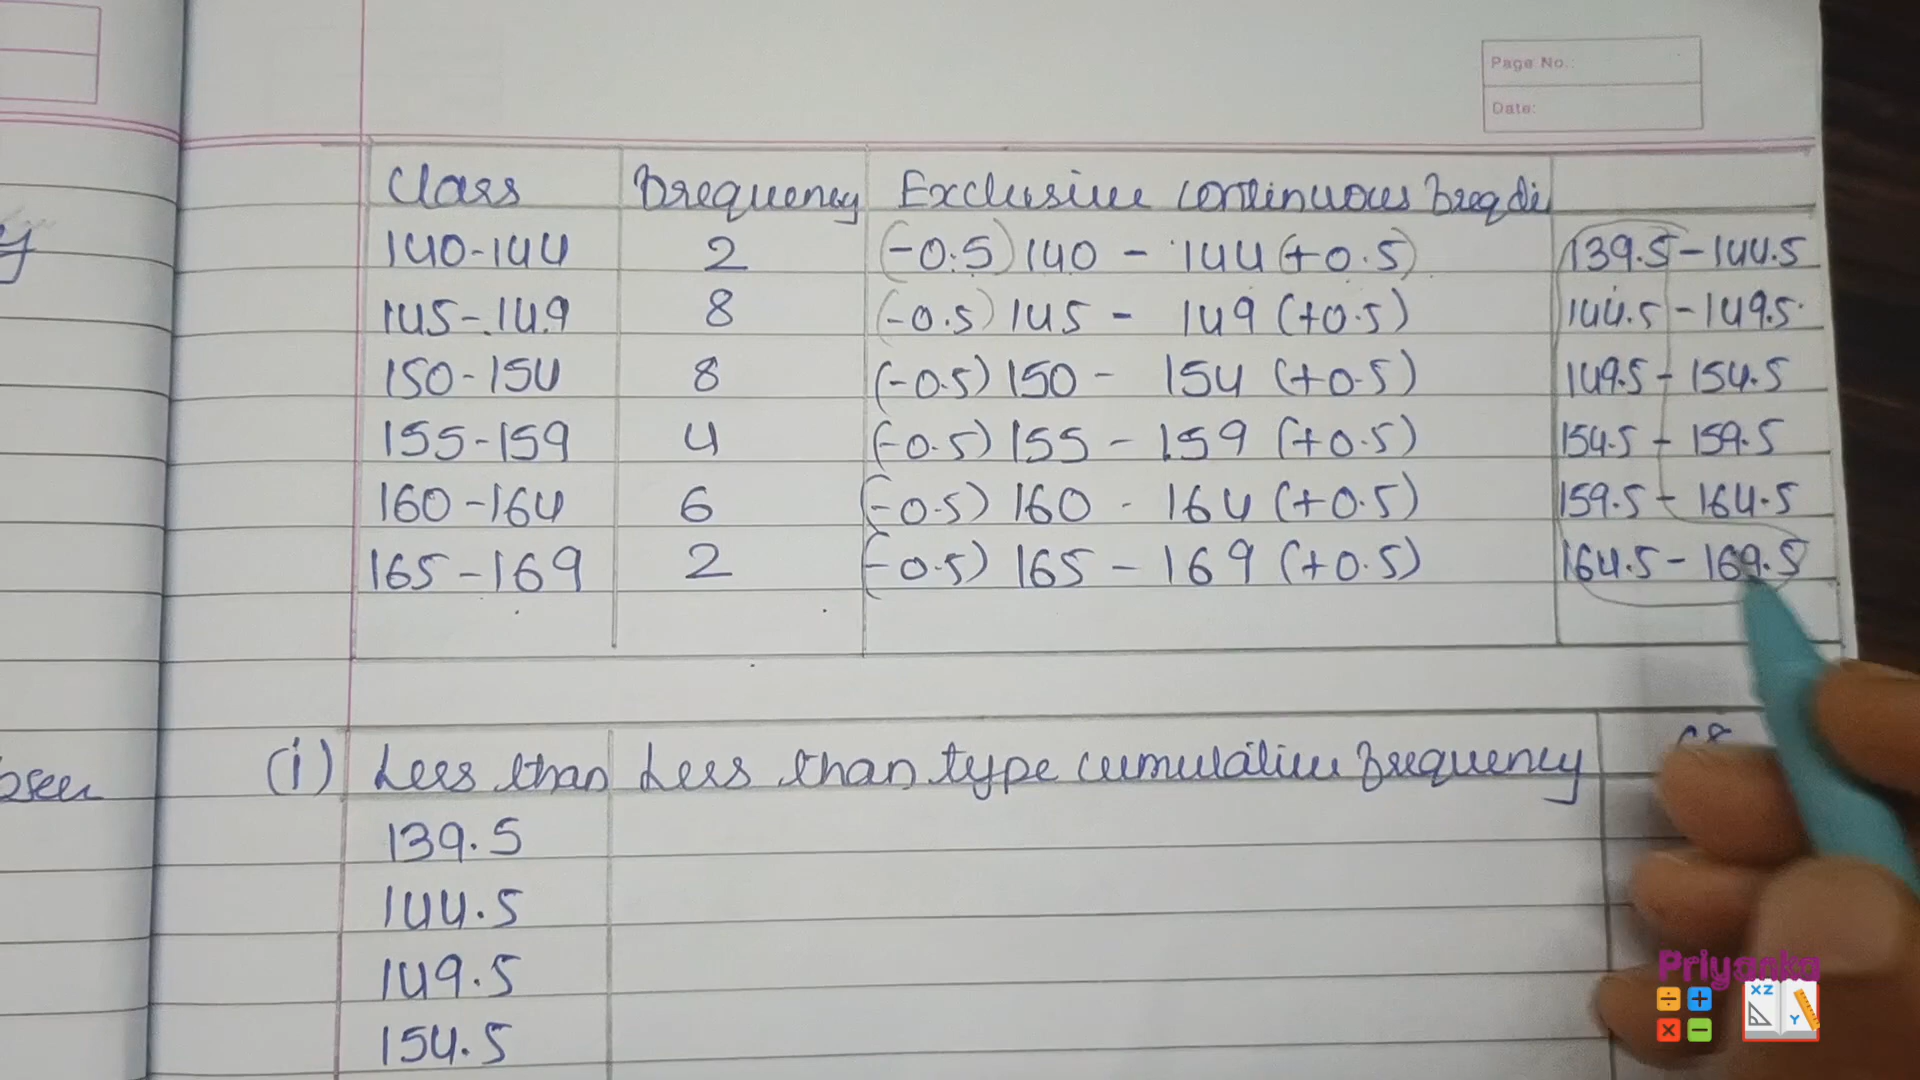 Page No.:
Date:
Class Frequency Exclusive continuous freqdi
140-144 2 (-0.5) 140 - 144 (+0.5) 139.5-144.5
145-149 8 (-0.5) 145 - 149 (+0.5) 144.5-149.5
150-154 8 (-0.5) 150 - 154 (+0.5) 149.5-154.5
155-159 4 (-0.5) 155 - 159 (+0.5) 154.5-159.5
160-164 6 (-0.5) 160 - 164 (+0.5) 159.5-164.5
165-169 2 (-0.5) 165 - 169 (+0.5) 164.5-169.5
(i) Less than Less than type cumulative frequency
139.5
144.5
149.5
154.5
Priyanka
XZ
Y